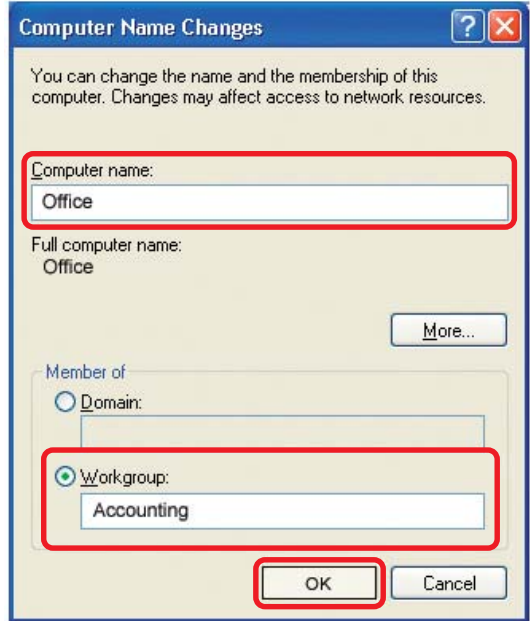 Computer Name Changes
You can change the name and the membership of this
computer. Changes may affect access to network resources.
Computer name:
Office
Full computer name:
Office
More...
Member of
Domain:
Workgroup:
Accounting
OK Cancel